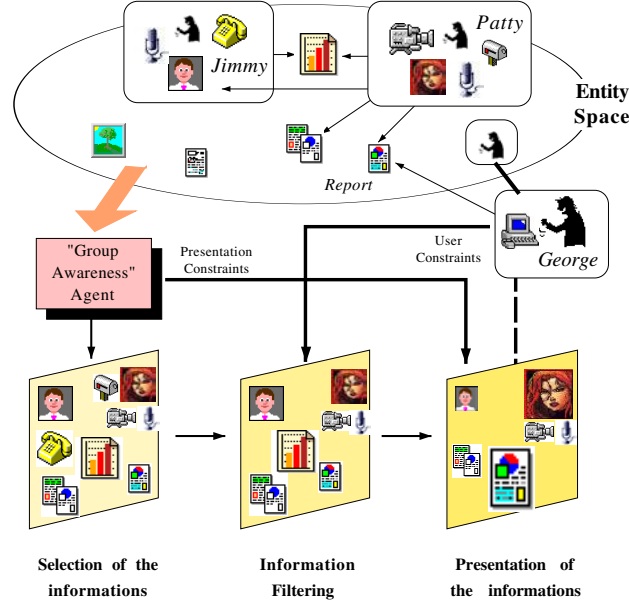 Patty
Jimmy
Entity
Space
Report
George
"Group
Awareness"
Agent
Presentation
Constraints
User
Constraints
Selection of the
informations
Information
Filtering
Presentation of
the informations